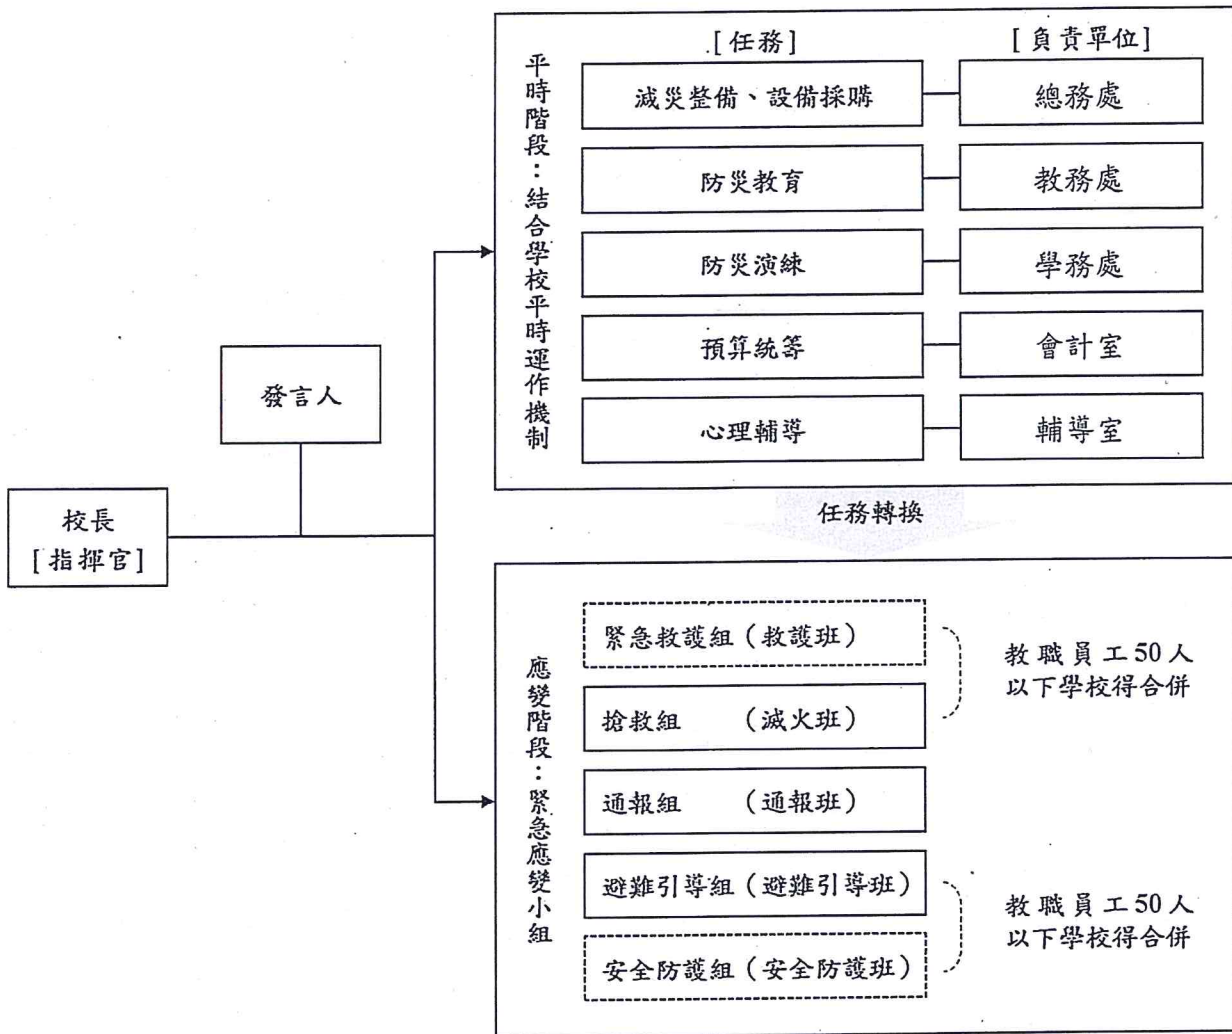 [任務] [負責單位]
平時階段：結合學校平時運作機制
減災整備、設備採購 總務處
防災教育 教務處
防災演練 學務處
預算統籌 會計室
心理輔導 輔導室
發言人
校長
[指揮官]
任務轉換
應變階段：緊急應變小組
緊急救護組（救護班）
搶救組 （滅火班）
教職員工50人
以下學校得合併
通報組 （通報班）
避難引導組（避難引導班）
安全防護組（安全防護班）
教職員工50人
以下學校得合併